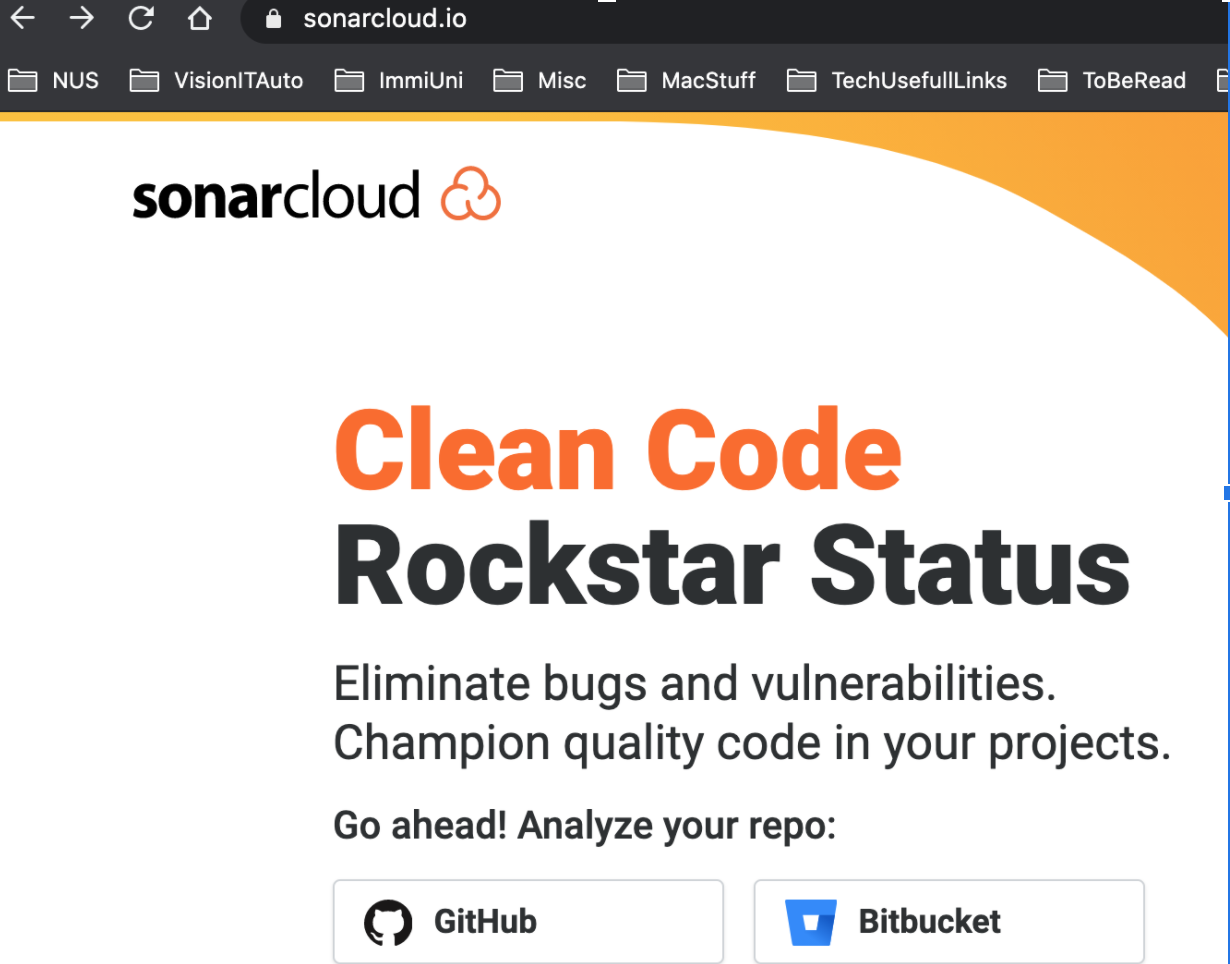 sonarcloud.io
NUS VisionITAuto ImmiUni Misc MacStuff TechUsefullLinks ToBeRead
sonarcloud
Clean Code
Rockstar Status
Eliminate bugs and vulnerabilities.
Champion quality code in your projects.
Go ahead! Analyze your repo:
GitHub Bitbucket